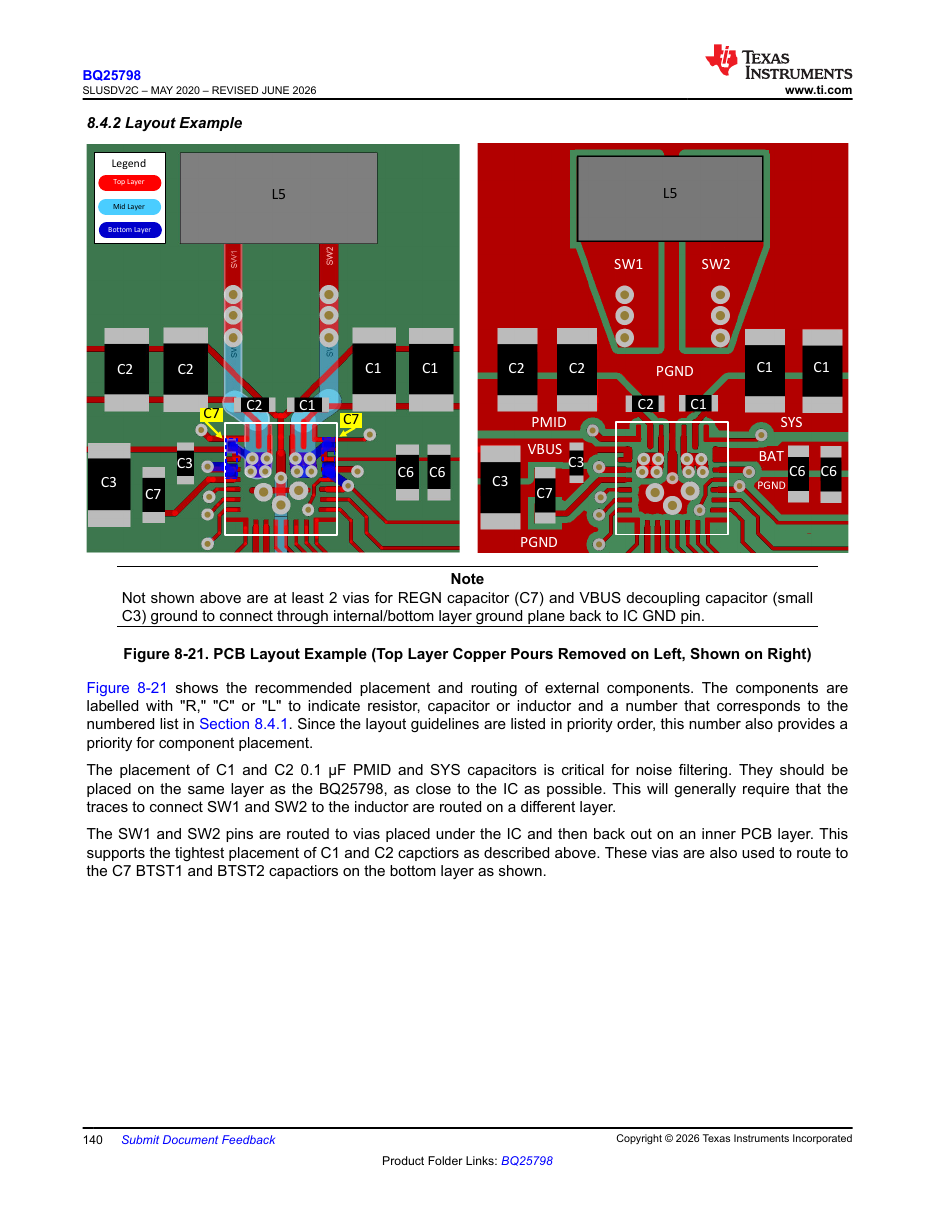 BQ25798
SLUSDV2C – MAY 2020 – REVISED JUNE 2026
TEXAS
INSTRUMENTS
www.ti.com
8.4.2 Layout Example
Legend
Top Layer
Mid Layer
Bottom Layer
L5
SW1
SW2
SW
SW
C2
C2
C1
C1
C2
C1
C7
C7
C3
C3
C7
C6
C6
L5
SW1
SW2
C2
C2
PGND
C1
C1
C2
C1
PMID
SYS
VBUS
BAT
C3
C3
C7
PGND
C6
C6
PGND
Note
Not shown above are at least 2 vias for REGN capacitor (C7) and VBUS decoupling capacitor (small
C3) ground to connect through internal/bottom layer ground plane back to IC GND pin.
Figure 8-21. PCB Layout Example (Top Layer Copper Pours Removed on Left, Shown on Right)
Figure 8-21 shows the recommended placement and routing of external components. The components are
labelled with "R," "C" or "L" to indicate resistor, capacitor or inductor and a number that corresponds to the
numbered list in Section 8.4.1. Since the layout guidelines are listed in priority order, this number also provides a
priority for component placement.
The placement of C1 and C2 0.1 µF PMID and SYS capacitors is critical for noise filtering. They should be
placed on the same layer as the BQ25798, as close to the IC as possible. This will generally require that the
traces to connect SW1 and SW2 to the inductor are routed on a different layer.
The SW1 and SW2 pins are routed to vias placed under the IC and then back out on an inner PCB layer. This
supports the tightest placement of C1 and C2 capctiors as described above. These vias are also used to route to
the C7 BTST1 and BTST2 capactiors on the bottom layer as shown.
140 Submit Document Feedback
Copyright © 2026 Texas Instruments Incorporated
Product Folder Links: BQ25798